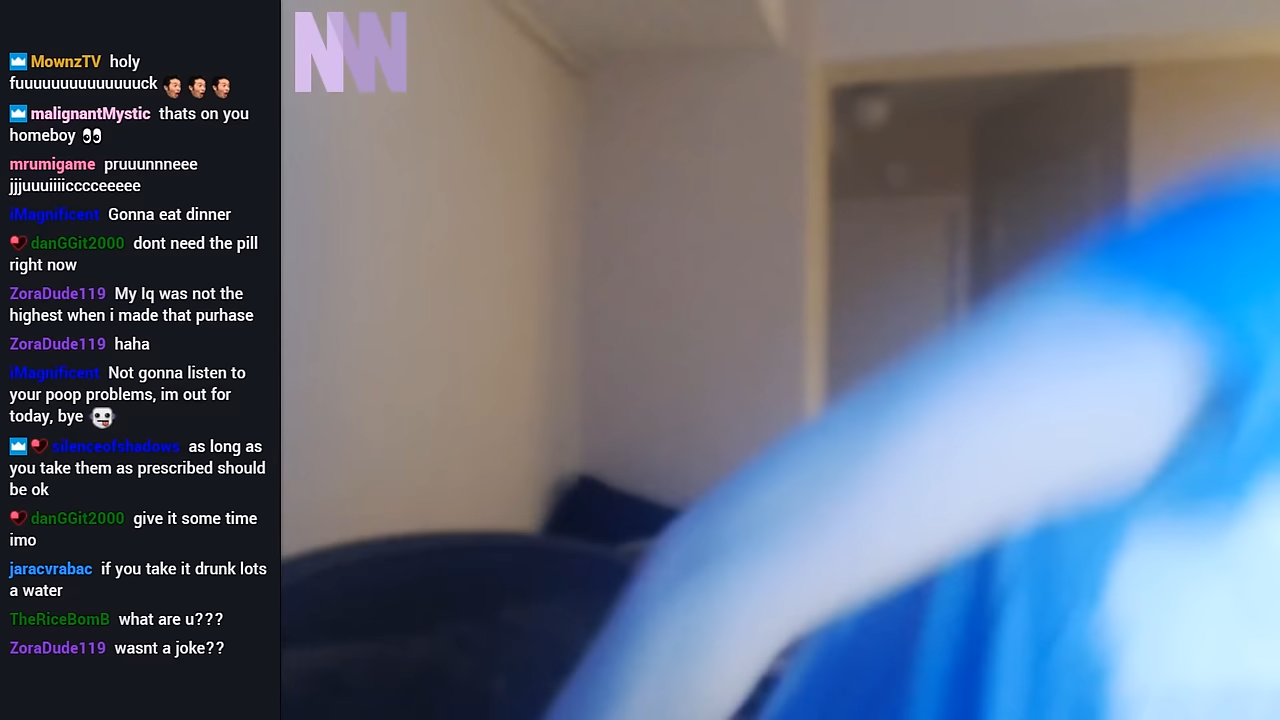 NN
MownzTV holy
fuuuuuuuuuuuuuuck
malignantMystic thats on you
homeboy 👀
mrumigame pruuunnneee
jjjuuuiiiicccceeeee
iMagnificent Gonna eat dinner
danGGit2000 dont need the pill
right now
ZoraDude119 My Iq was not the
highest when i made that purhase
ZoraDude119 haha
iMagnificent Not gonna listen to
your poop problems, im out for
today, bye
silenceofshadows as long as
you take them as prescribed should
be ok
danGGit2000 give it some time
imo
jaracvrabac if you take it drunk lots
a water
TheRiceBomB what are u???
ZoraDude119 wasnt a joke??